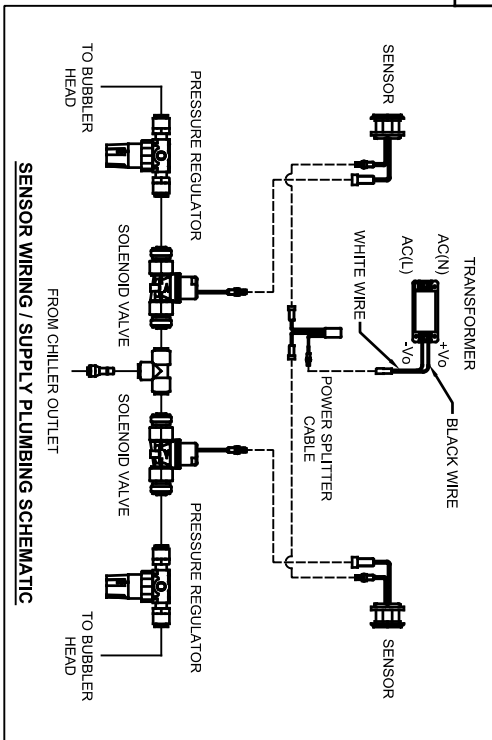 SENSOR
TRANSFORMER
AC(N)
AC(L)
+Vo
-Vo
WHITE WIRE
BLACK WIRE
POWER SPLITTER
CABLE
SENSOR
PRESSURE REGULATOR
SOLENOID VALVE
SOLENOID VALVE
PRESSURE REGULATOR
TO BUBBLER
HEAD
FROM CHILLER OUTLET
TO BUBBLER
HEAD
SENSOR WIRING / SUPPLY PLUMBING SCHEMATIC